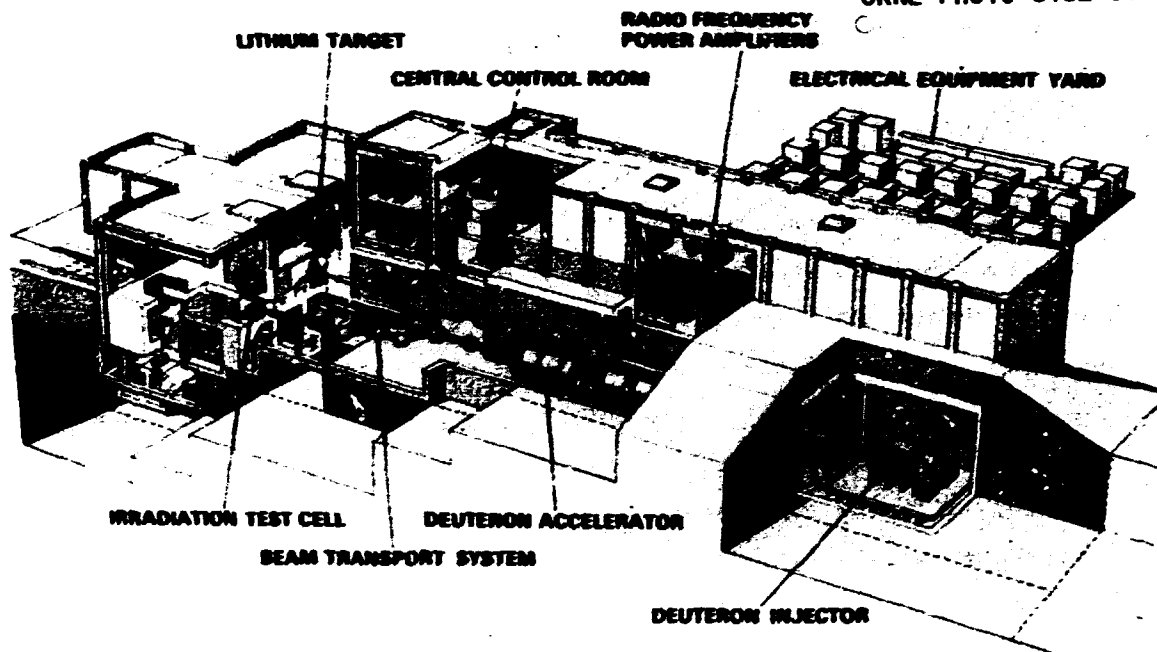 RADIO FREQUENCY
POWER AMPLIFIERS
LITHIUM TARGET
CENTRAL CONTROL ROOM
ELECTRICAL EQUIPMENT YARD
IRRADIATION TEST CELL
DEUTERON ACCELERATOR
BEAM TRANSPORT SYSTEM
DEUTERON INJECTOR